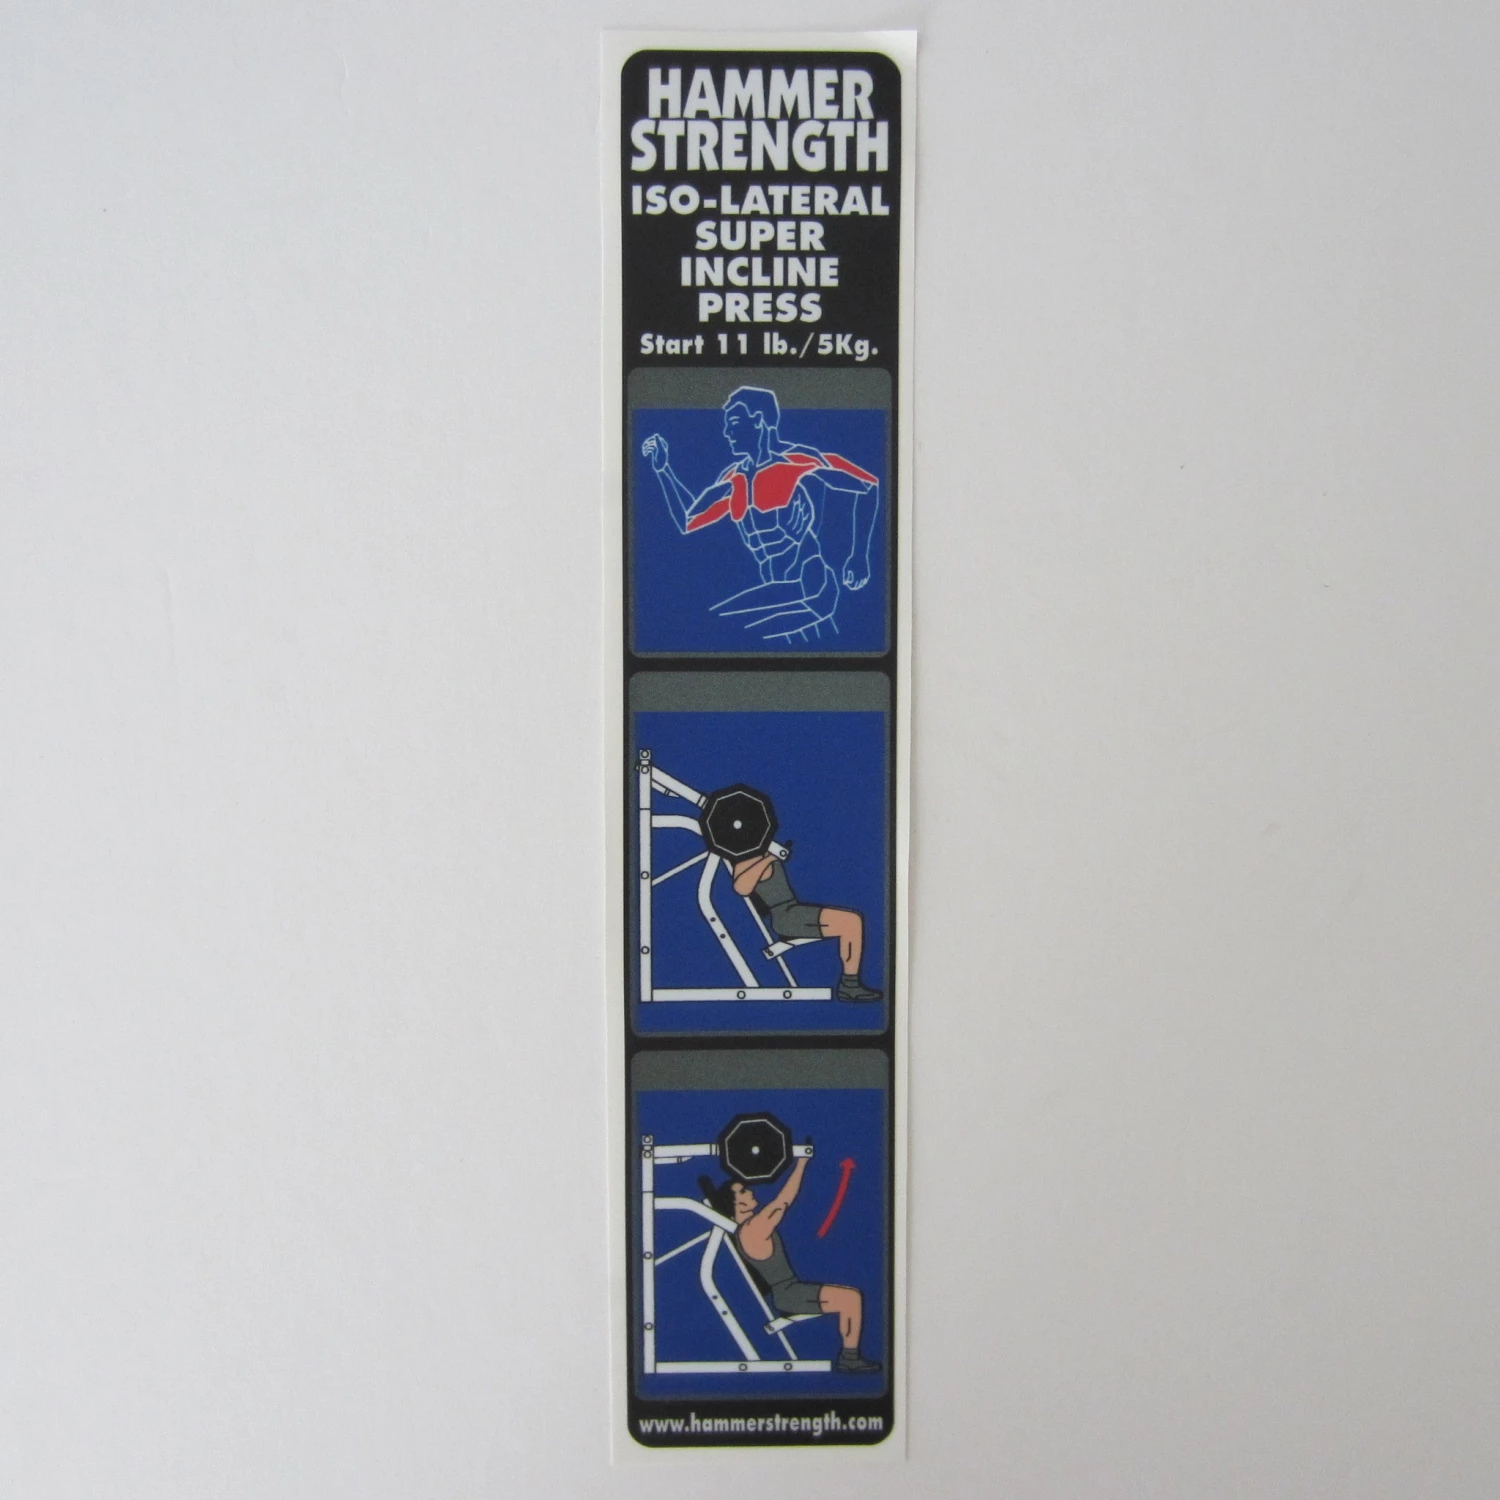 HAMMER
STRENGTH
ISO-LATERAL
SUPER
INCLINE
PRESS
Start 11 lb./5Kg.
www.hammerstrength.com